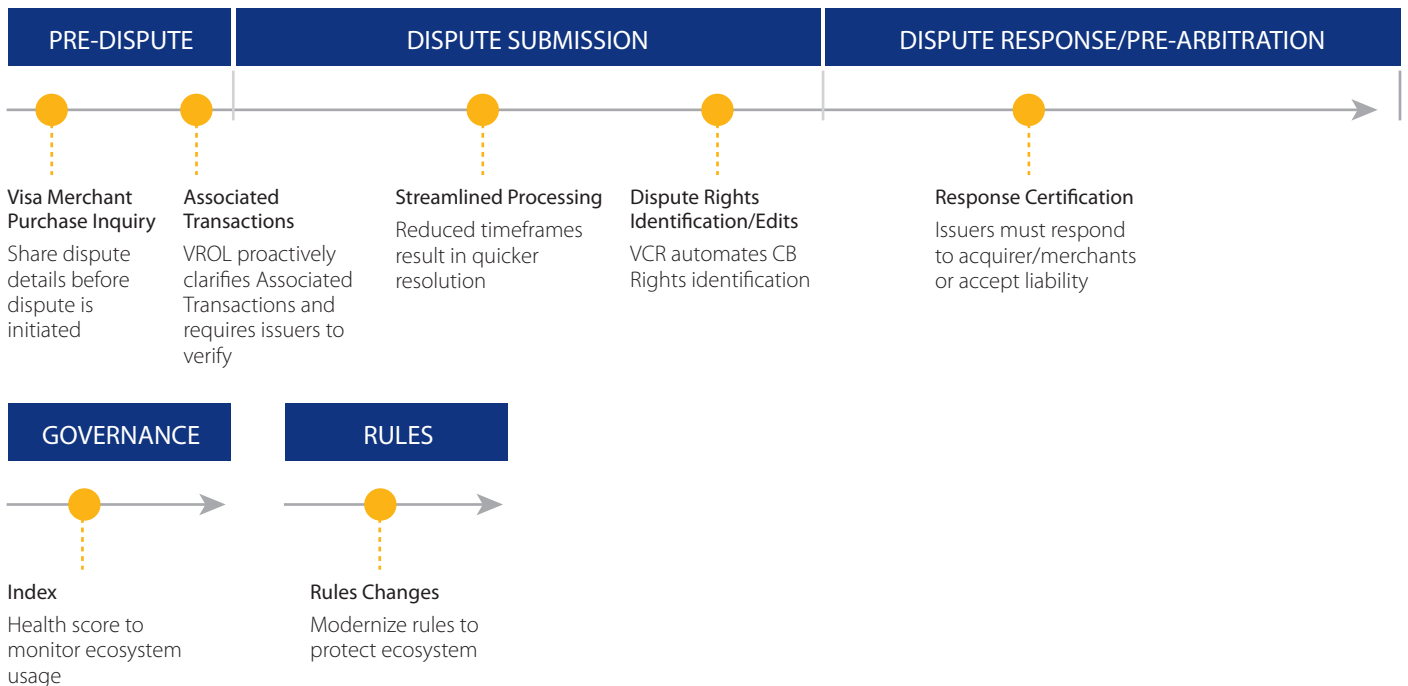 PRE-DISPUTE
DISPUTE SUBMISSION
DISPUTE RESPONSE/PRE-ARBITRATION
Visa Merchant
Purchase Inquiry
Share dispute
details before
dispute is
initiated
Associated
Transactions
VROL proactively
clarifies Associated
Transactions and
requires issuers to
verify
Streamlined Processing
Reduced timeframes
result in quicker
resolution
Dispute Rights
Identification/Edits
VCR automates CB
Rights identification
Response Certification
Issuers must respond
to acquirer/merchants
or accept liability
GOVERNANCE
Index
Health score to
monitor ecosystem
usage
RULES
Rules Changes
Modernize rules to
protect ecosystem